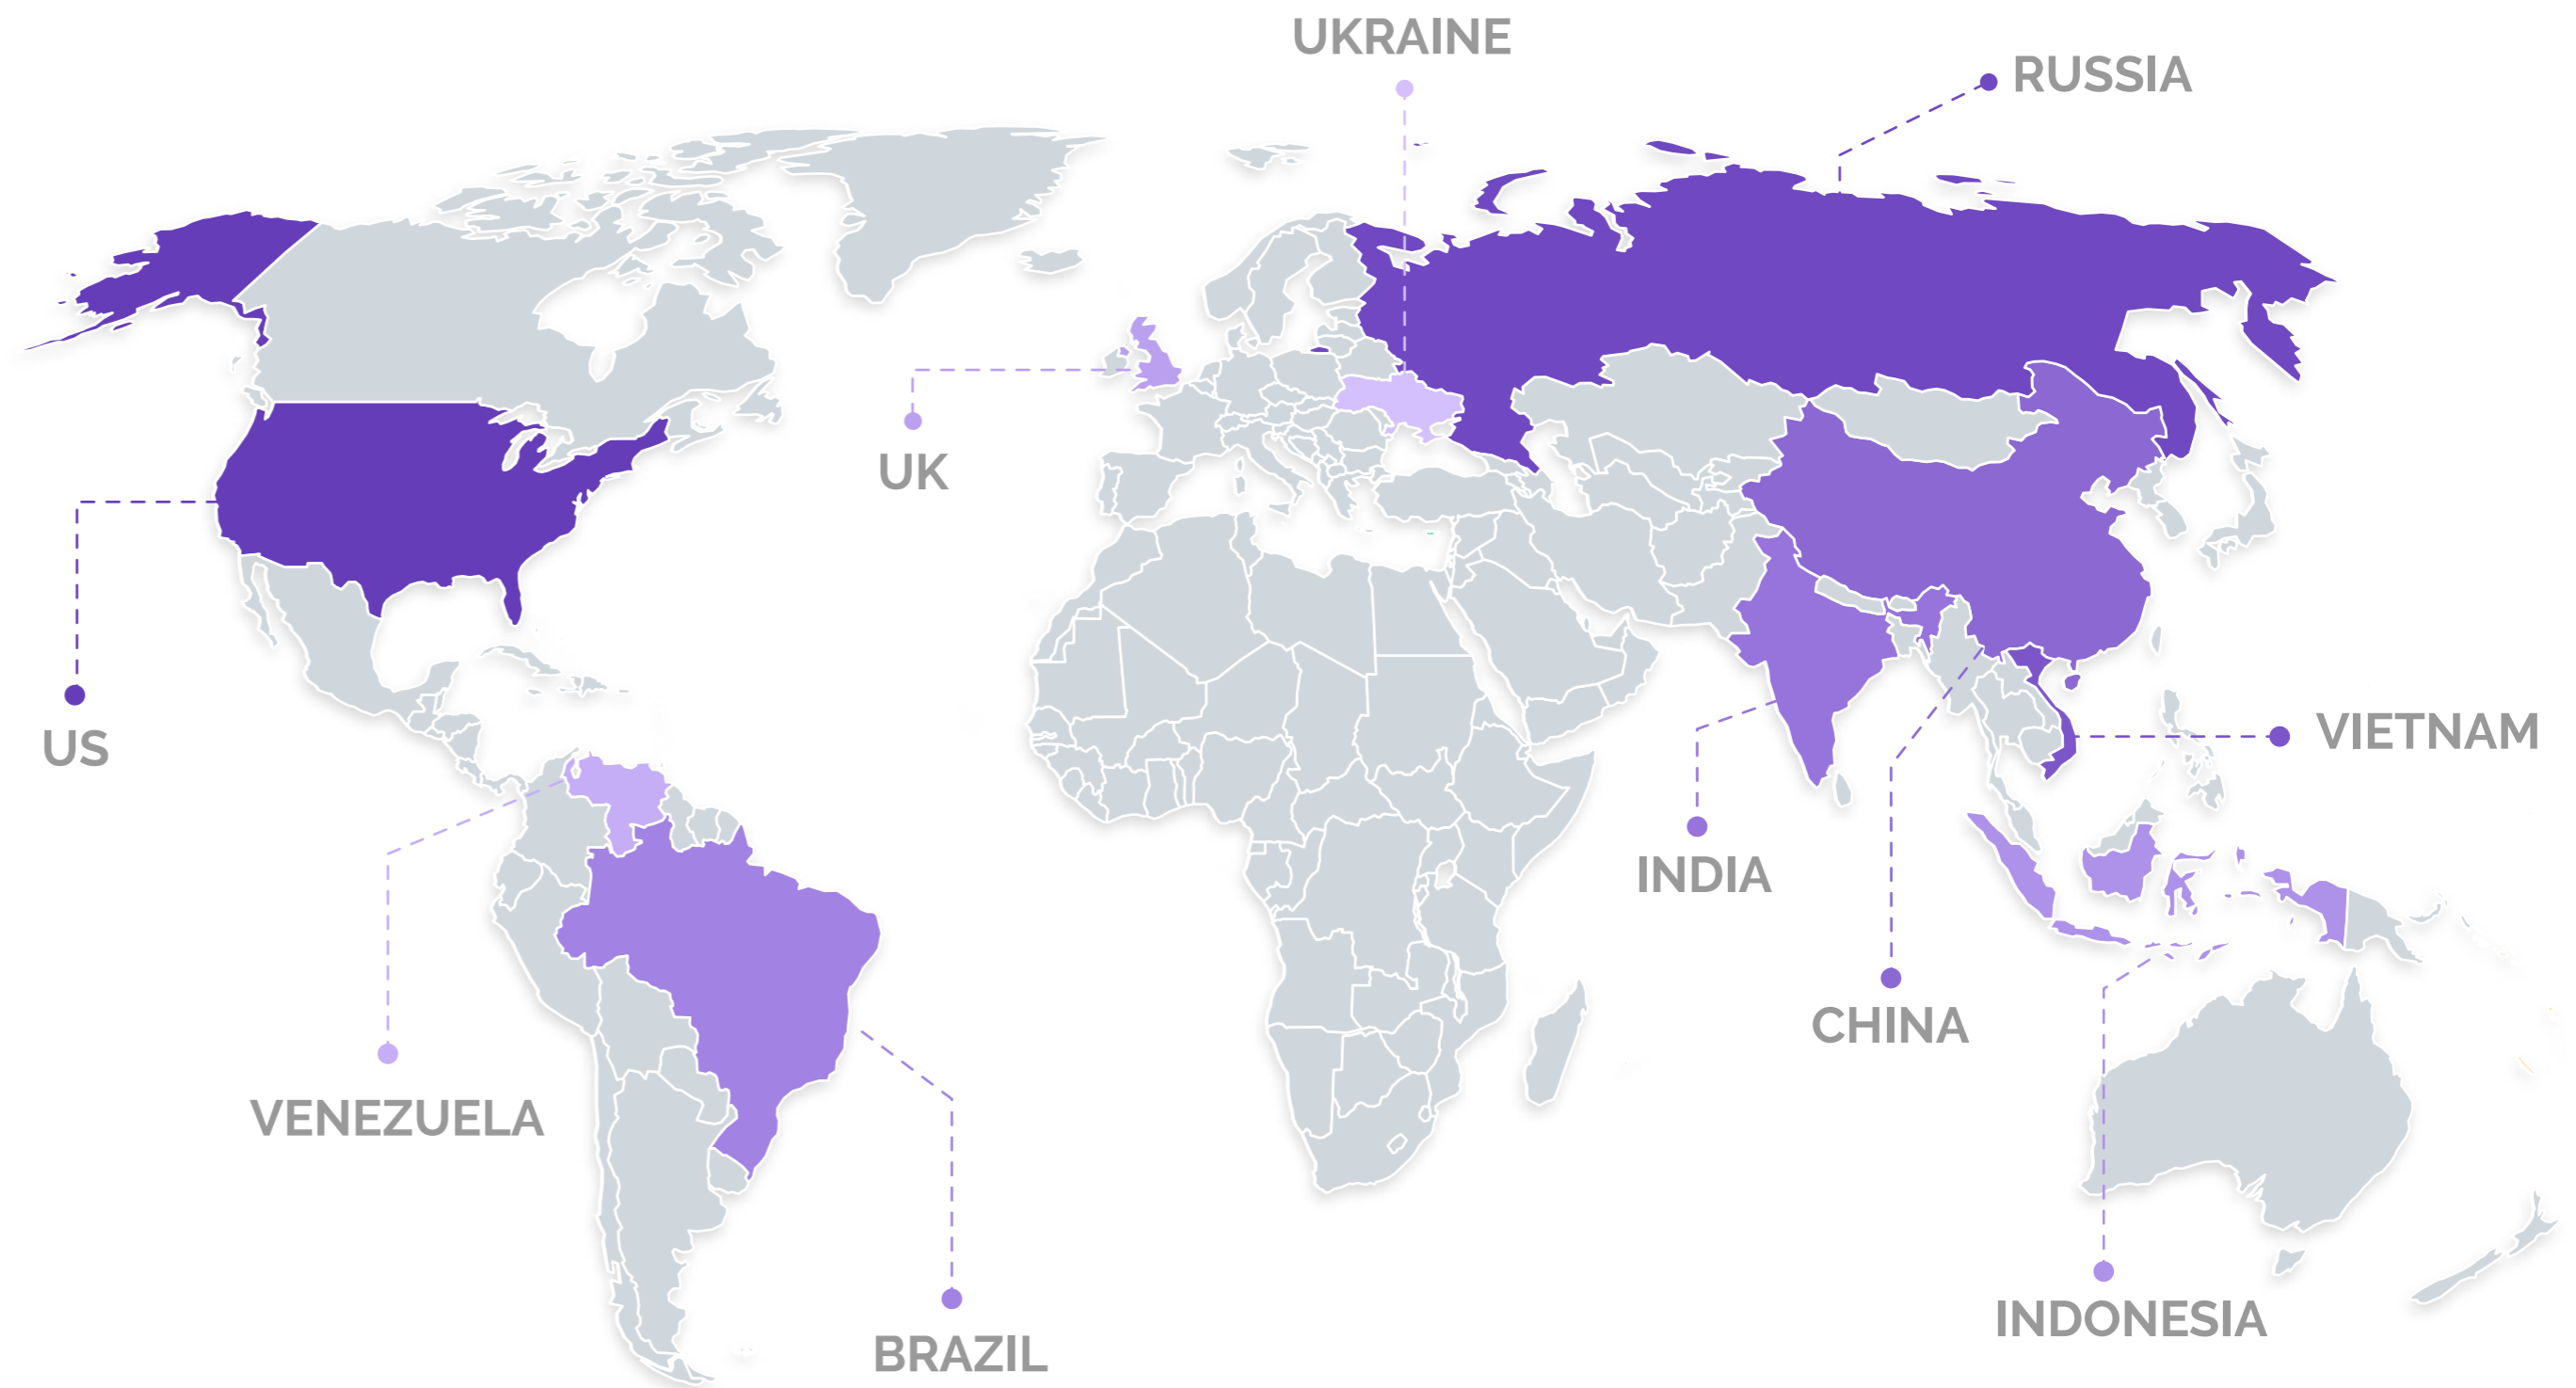 UKRAINE
RUSSIA
UK
US
VIETNAM
INDIA
CHINA
VENEZUELA
INDONESIA
BRAZIL